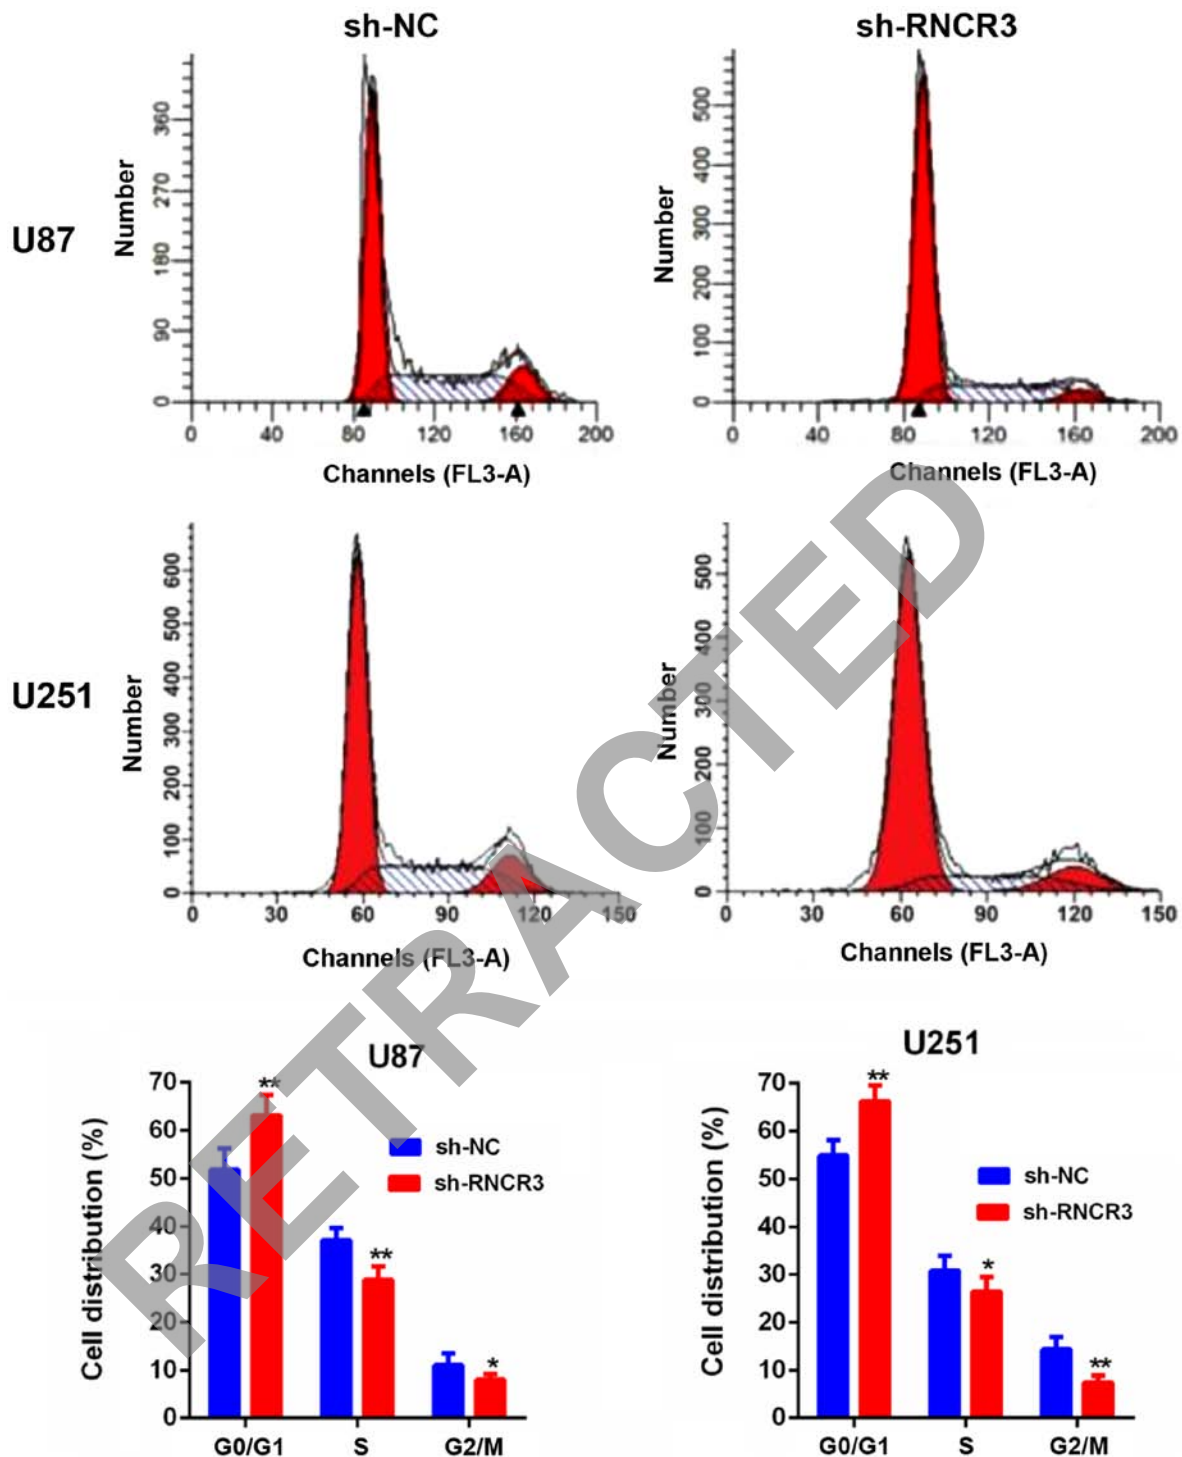 sh-NC
sh-RNCR3
U87
Number
360
270
180
90
0
0 40 80 120 160 200
Channels (FL3-A)
Number
500
400
300
200
100
0
0 40 80 120 160 200
Channels (FL3-A)
U251
Number
600
500
400
300
200
100
0
0 30 60 90 120 150
Channels (FL3-A)
Number
500
400
300
200
100
0
0 30 60 90 120 150
Channels (FL3-A)
RETRACTED
U87
Cell distribution (%)
70
60
50
40
30
20
10
0
** ** *
sh-NC
sh-RNCR3
G0/G1 S G2/M
U251
Cell distribution (%)
70
60
50
40
30
20
10
0
** * **
sh-NC
sh-RNCR3
G0/G1 S G2/M